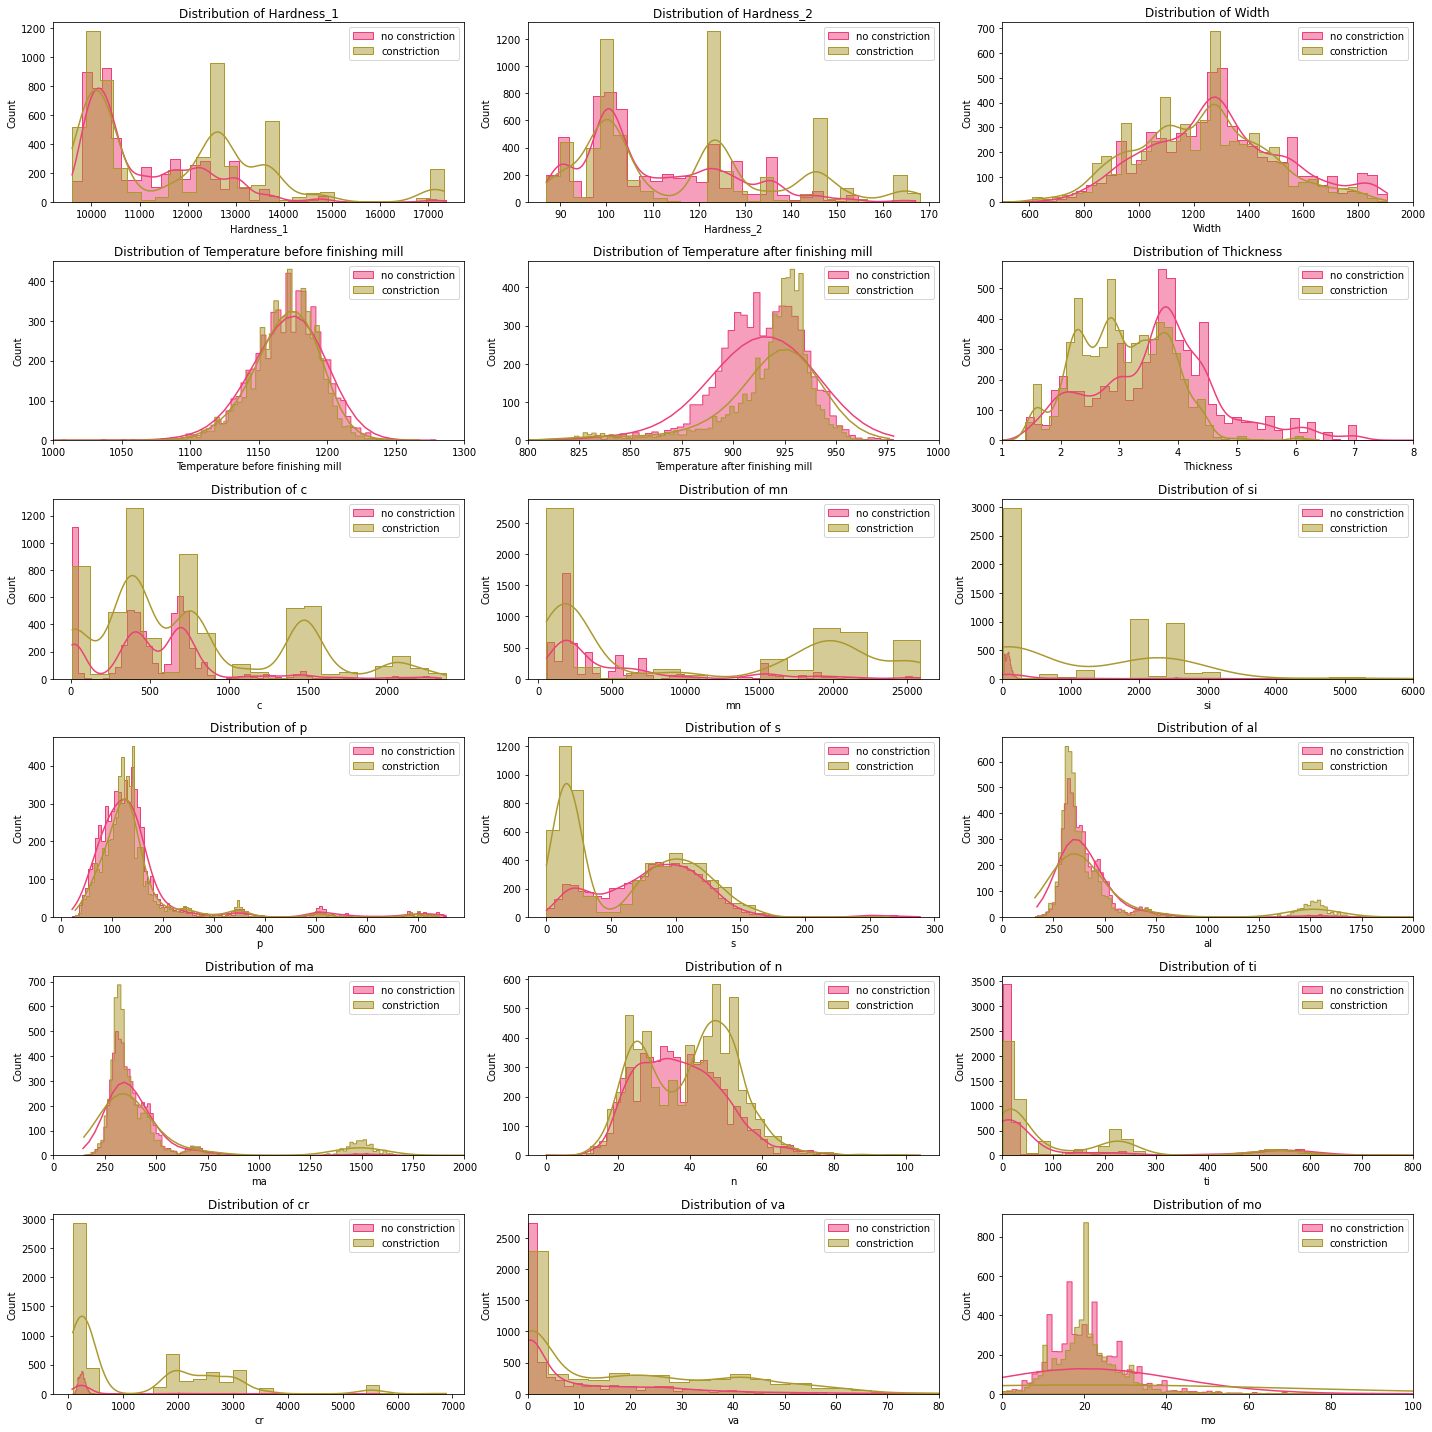 Distribution of Hardness_1
1200
1000
800
600
400
200
0
Count
no constriction
constriction
10000 11000 12000 13000 14000 15000 16000 17000
Hardness_1
Distribution of Hardness_2
1200
1000
800
600
400
200
0
Count
no constriction
constriction
90 100 110 120 130 140 150 160 170
Hardness_2
Distribution of Width
700
600
500
400
300
200
100
0
Count
no constriction
constriction
600 800 1000 1200 1400 1600 1800 2000
Width
Distribution of Temperature before finishing mill
400
300
200
100
0
Count
no constriction
constriction
1000 1050 1100 1150 1200 1250 1300
Temperature before finishing mill
Distribution of Temperature after finishing mill
400
300
200
100
0
Count
no constriction
constriction
800 825 850 875 900 925 950 975 1000
Temperature after finishing mill
Distribution of Thickness
500
400
300
200
100
0
Count
no constriction
constriction
1 2 3 4 5 6 7 8
Thickness
Distribution of c
1200
1000
800
600
400
200
0
Count
no constriction
constriction
0 500 1000 1500 2000
c
Distribution of mn
2500
2000
1500
1000
500
0
Count
no constriction
constriction
0 5000 10000 15000 20000 25000
mn
Distribution of si
3000
2500
2000
1500
1000
500
0
Count
no constriction
constriction
0 1000 2000 3000 4000 5000 6000
si
Distribution of p
400
300
200
100
0
Count
no constriction
constriction
0 100 200 300 400 500 600 700
p
Distribution of s
1200
1000
800
600
400
200
0
Count
no constriction
constriction
0 50 100 150 200 250 300
s
Distribution of al
600
500
400
300
200
100
0
Count
no constriction
constriction
0 250 500 750 1000 1250 1500 1750 2000
al
Distribution of ma
700
600
500
400
300
200
100
0
Count
no constriction
constriction
0 250 500 750 1000 1250 1500 1750 2000
ma
Distribution of n
600
500
400
300
200
100
0
Count
no constriction
constriction
0 20 40 60 80 100
n
Distribution of ti
3500
3000
2500
2000
1500
1000
500
0
Count
no constriction
constriction
0 100 200 300 400 500 600 700 800
ti
Distribution of cr
3000
2500
2000
1500
1000
500
0
Count
no constriction
constriction
0 1000 2000 3000 4000 5000 6000 7000
cr
Distribution of va
2500
2000
1500
1000
500
0
Count
no constriction
constriction
0 10 20 30 40 50 60 70 80
va
Distribution of mo
800
600
400
200
0
Count
no constriction
constriction
0 20 40 60 80 100
mo